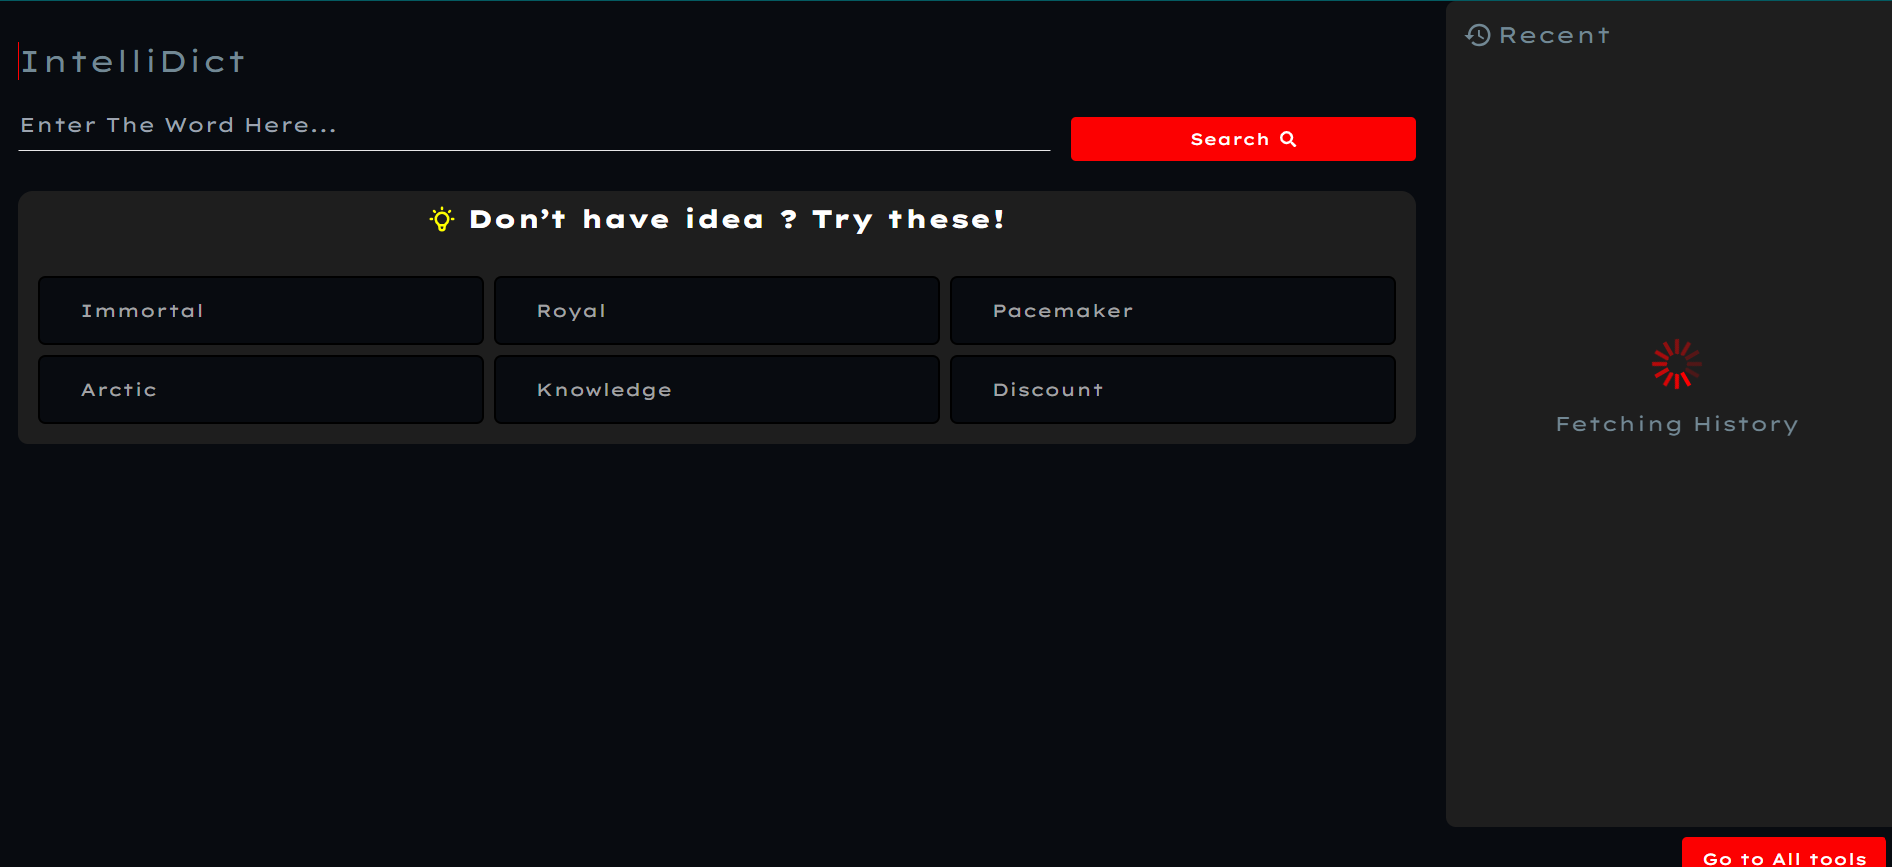 IntelliDict
Enter The Word Here...
Search
Don't have idea ? Try these!
Immortal
Royal
Pacemaker
Arctic
Knowledge
Discount
Recent
Fetching History
Go to All tools